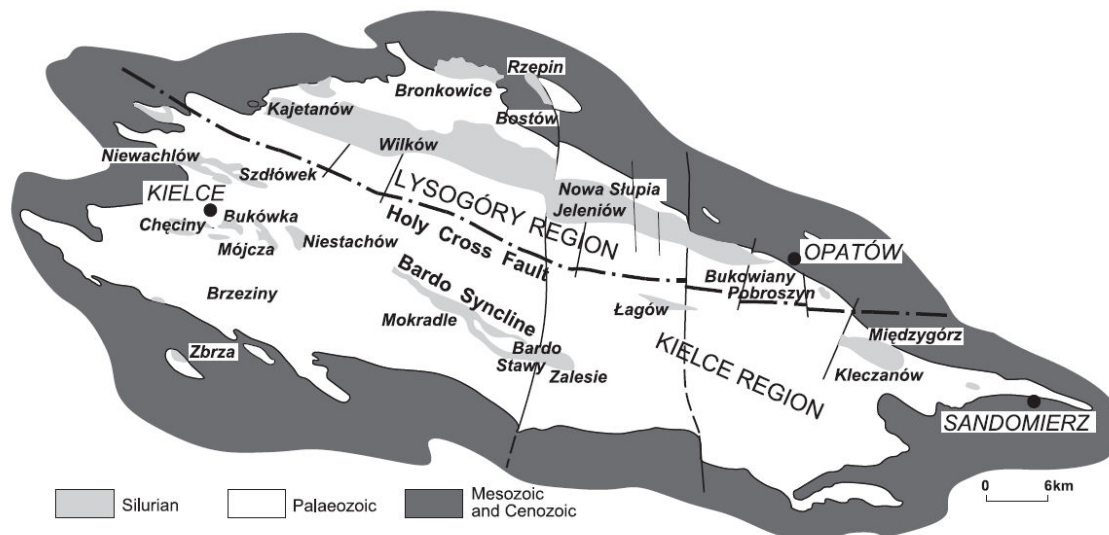 Rzepin
Bronkowice
Bostów
Kajetanów
Wilków
Niewachlów
Szdłówek
KIELCE
Chęciny
Bukówka
Mójcza
Niestachów
LYSOGÓRY REGION
Nowa Słupia
Jeleniów
Holy Cross Fault
OPATÓW
Bukowiany
Pobroszyn
Bardo Syncline
Brzeziny
Mokradle
Łagów
Międzygórz
Zbrza
Bardo
Stawy
Zalesie
KIELCE REGION
Kleczanów
SANDOMIERZ
0 6km
Silurian
Palaeozoic
Mesozoic
and Cenozoic